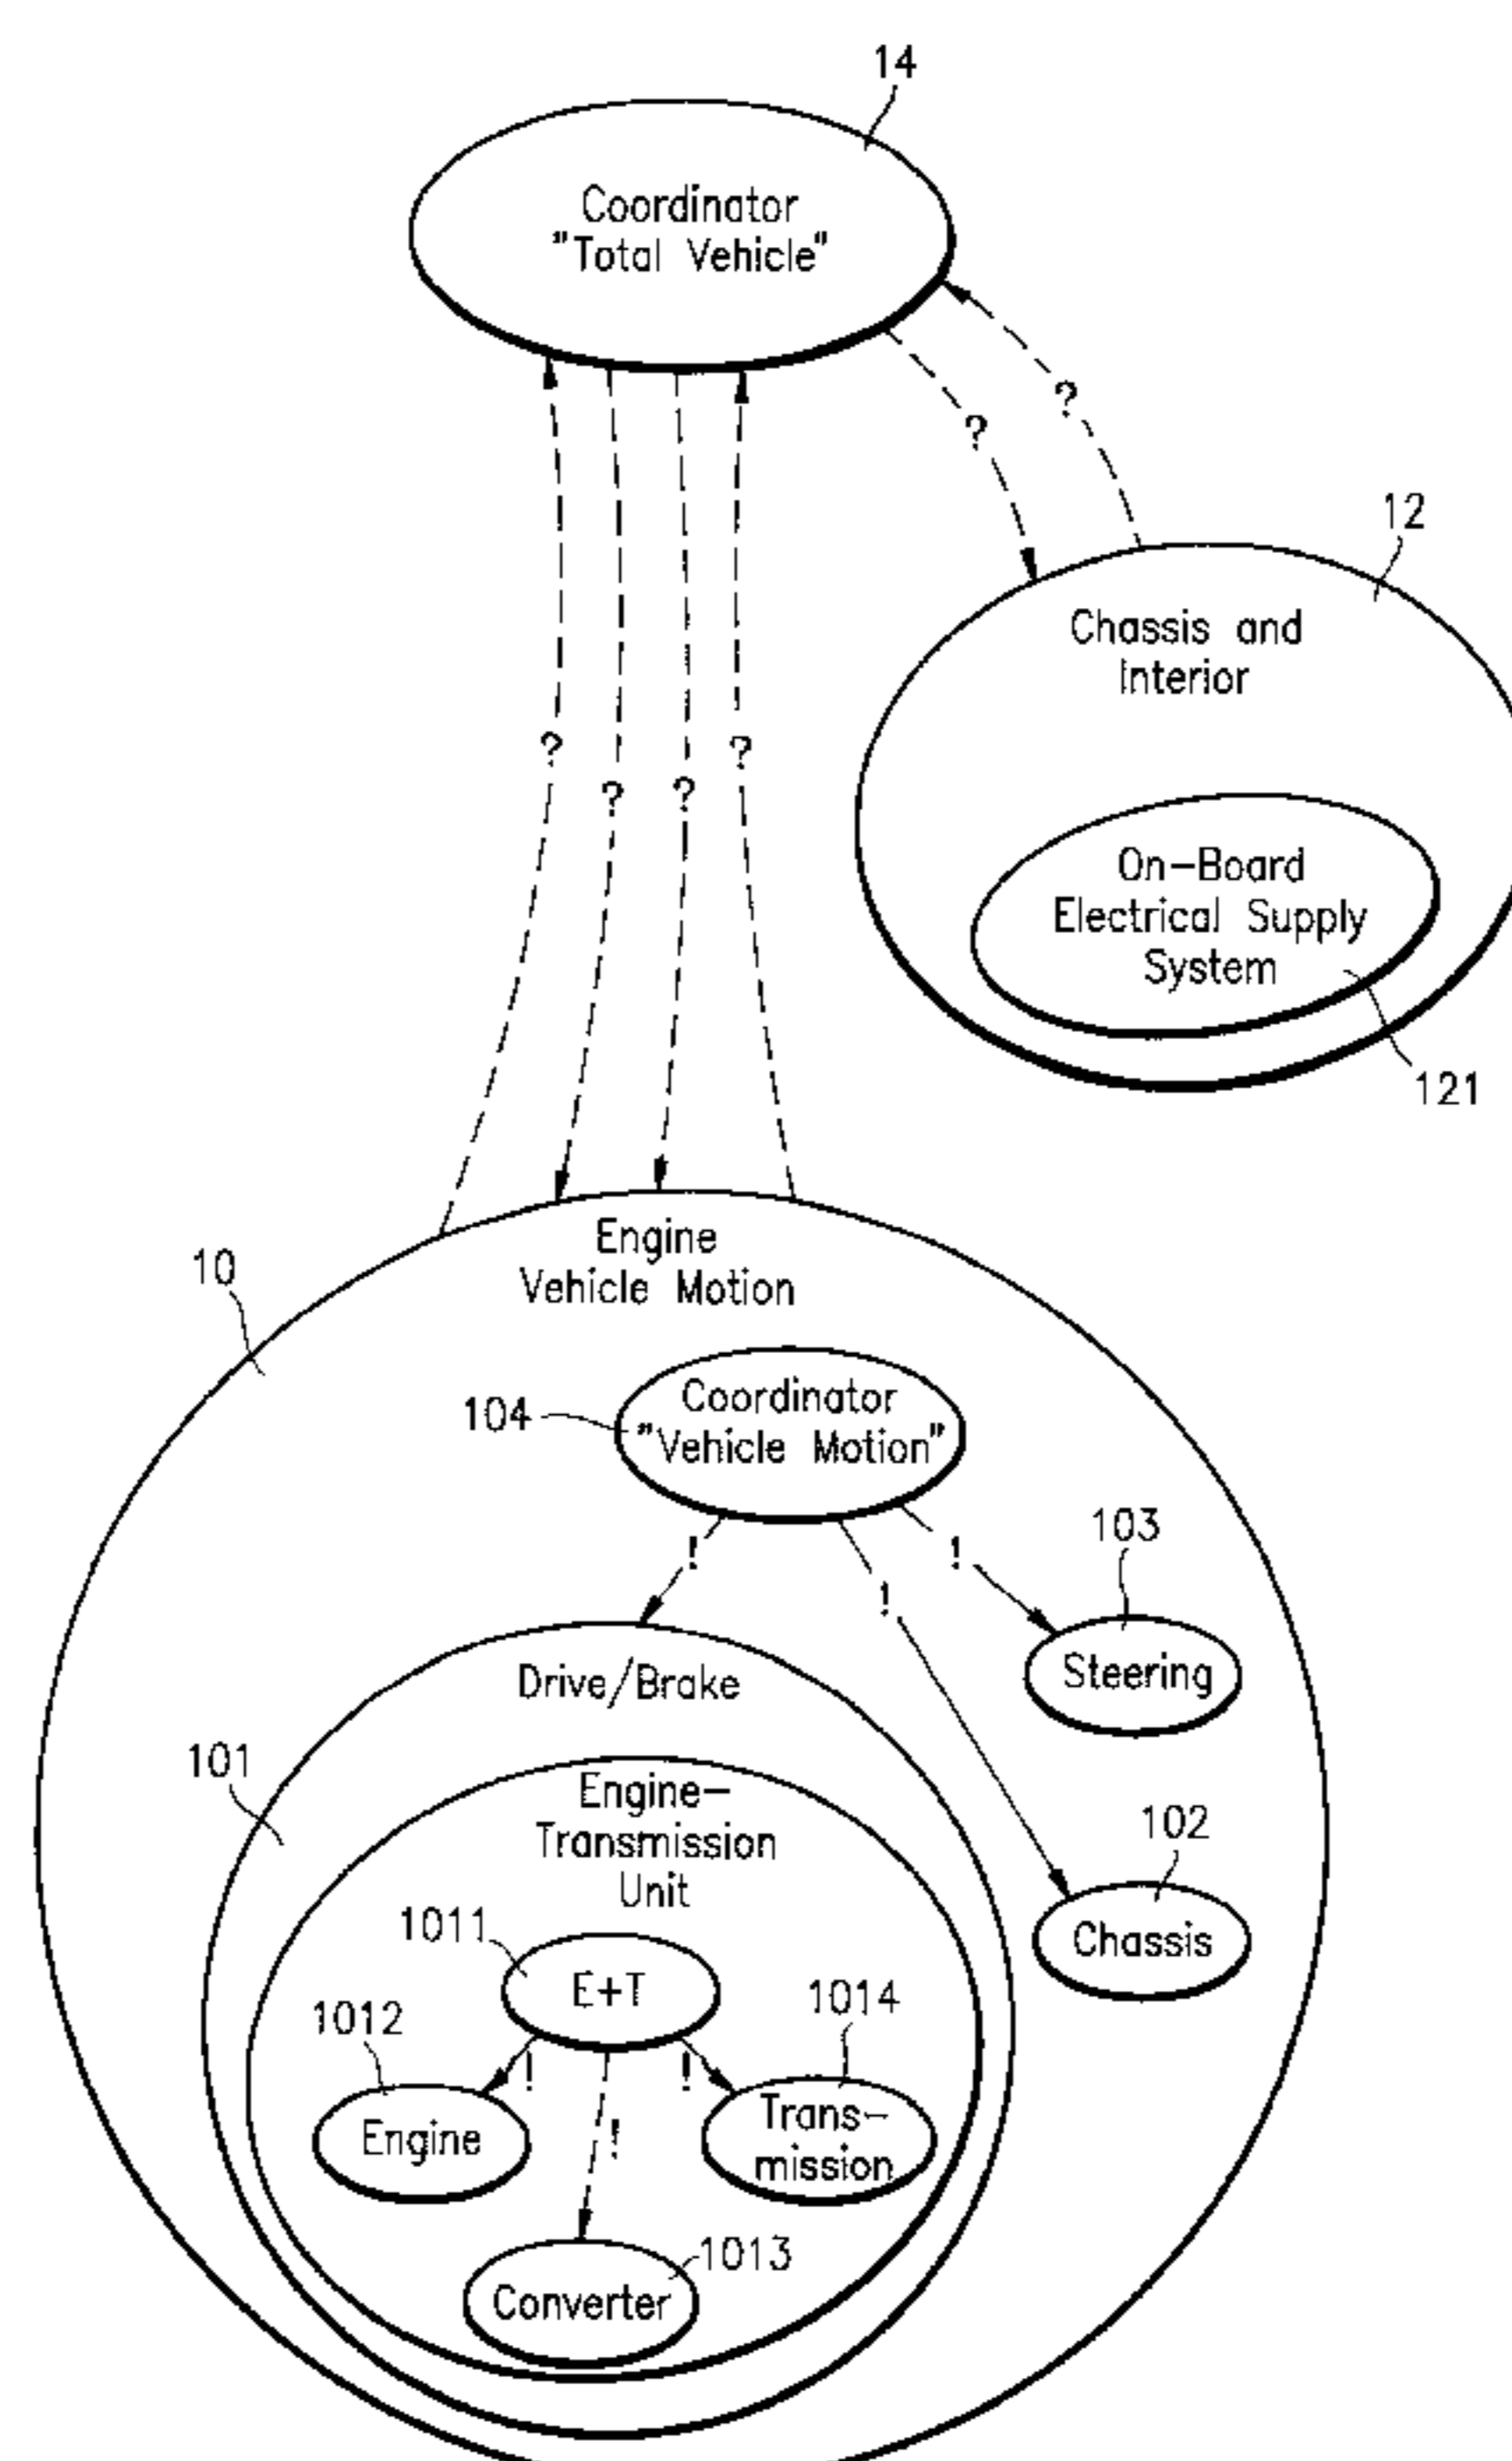 14
Coordinator
"Total Vehicle"
?
?
12
Chassis and
Interior
?
?
?
?
On-Board
Electrical Supply
System
121
Engine
Vehicle Motion
10
104
Coordinator
"Vehicle Motion"
!
!
!
103
Steering
Drive/Brake
101
Engine-
Transmission
Unit
102
Chassis
1011
E+T
1012
1014
!
!
!
Engine
Trans-
mission
1013
Converter